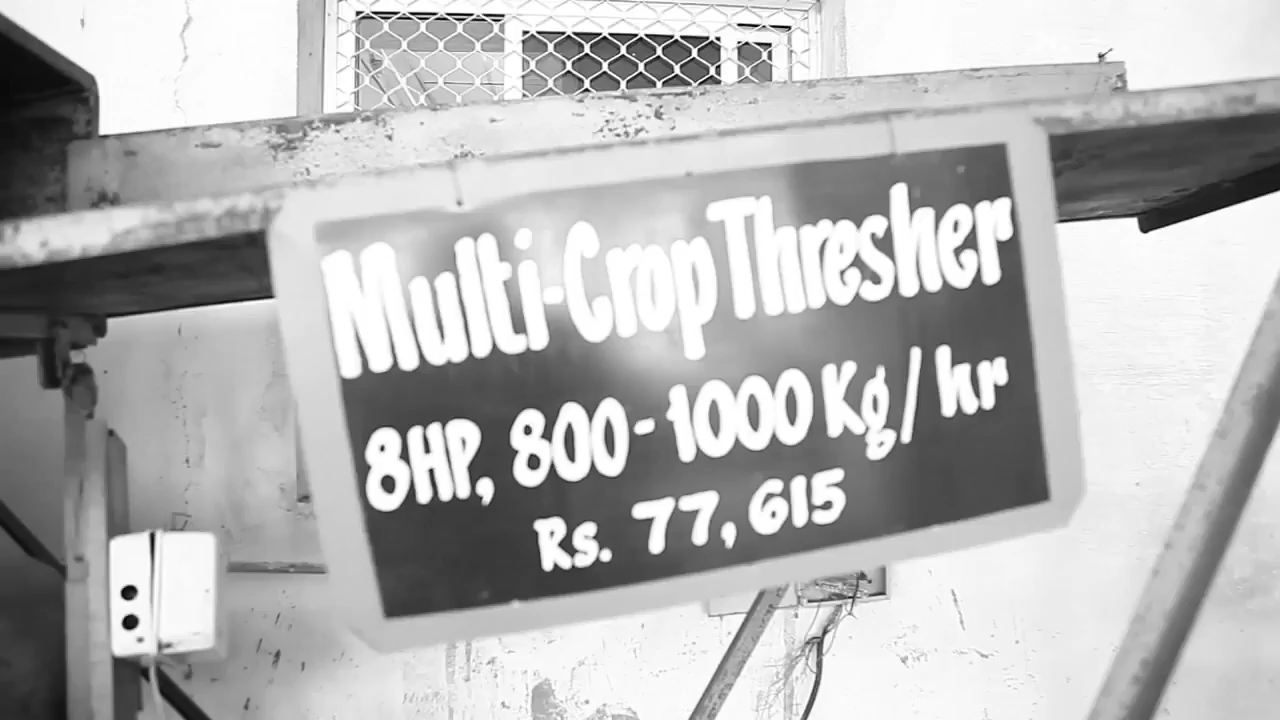 Multi-Crop Thresher
8HP, 800-1000 Kg/hr
Rs. 77,615